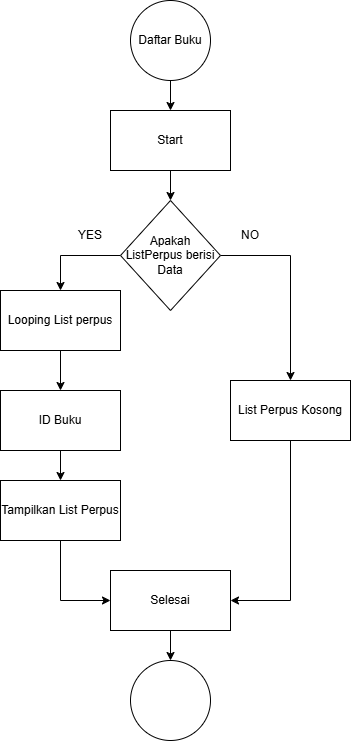 Daftar Buku
Start
Apakah
ListPerpus berisi
Data
YES
NO
Looping List perpus
ID Buku
List Perpus Kosong
Tampilkan List Perpus
Selesai